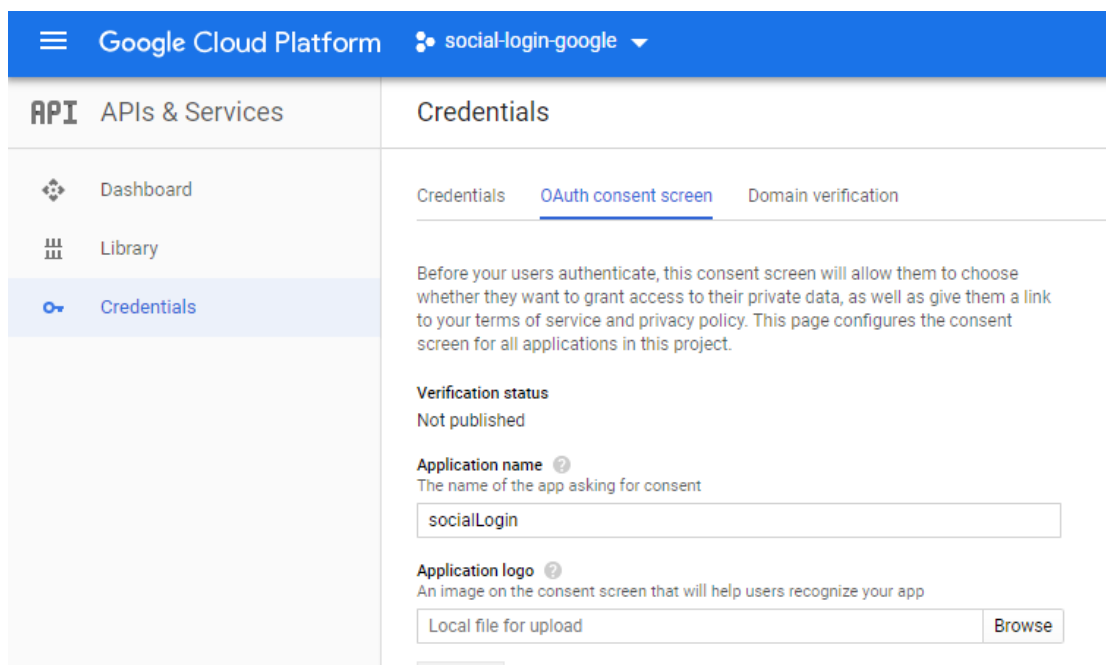 Google Cloud Platform social-login-google
API APIs & Services
Credentials
Dashboard
Library
Credentials
Credentials OAuth consent screen Domain verification
Before your users authenticate, this consent screen will allow them to choose
whether they want to grant access to their private data, as well as give them a link
to your terms of service and privacy policy. This page configures the consent
screen for all applications in this project.
Verification status
Not published
Application name ?
The name of the app asking for consent
socialLogin
Application logo ?
An image on the consent screen that will help users recognize your app
Local file for upload Browse